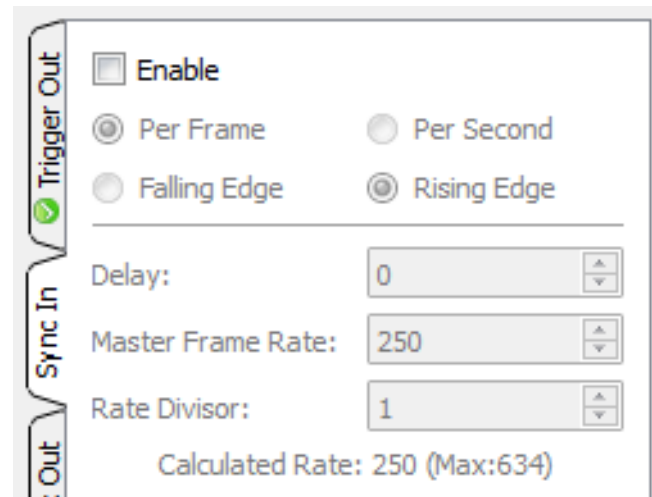 Trigger Out
Sync In
Out
Enable
Per Frame
Per Second
Falling Edge
Rising Edge
Delay: 0
Master Frame Rate: 250
Rate Divisor: 1
Calculated Rate: 250 (Max:634)